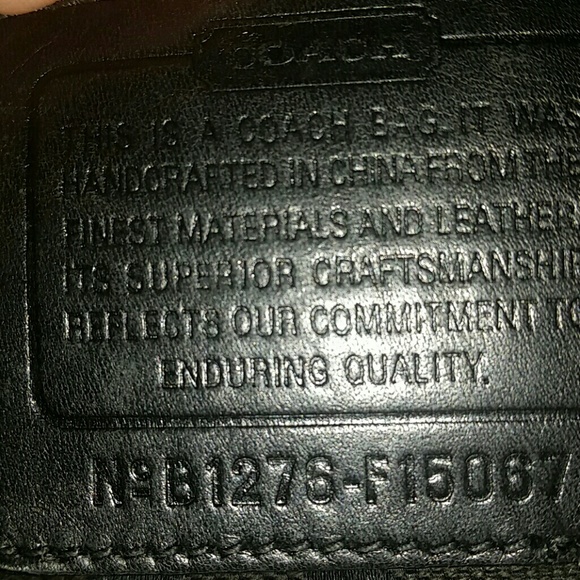 COACH
THIS IS A COACH BAG. IT WAS
HANDCRAFTED IN CHINA FROM THE
FINEST MATERIALS AND LEATHER
ITS SUPERIOR CRAFTSMANSHIP
REFLECTS OUR COMMITMENT TO
ENDURING QUALITY.
Nº B1276-F15067